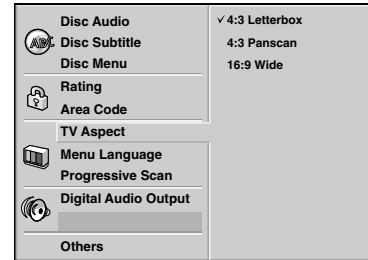 Disc Audio
ABC Disc Subtitle
Disc Menu
Rating
Area Code
TV Aspect
Menu Language
Progressive Scan
Digital Audio Output
Others
✓ 4:3 Letterbox
4:3 Panscan
16:9 Wide